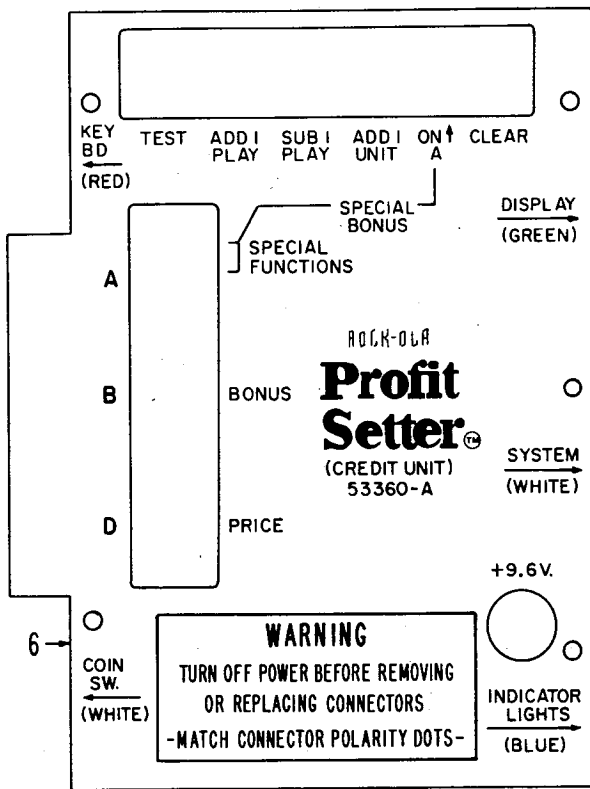 KEY
BD
(RED)
TEST
ADD 1
PLAY
SUB 1
PLAY
ADD 1
UNIT
ON↑
A
CLEAR
SPECIAL
BONUS
SPECIAL
FUNCTIONS
DISPLAY
(GREEN)
A
ROCK-OLA
Profit
Setter™
(CREDIT UNIT)
53360-A
B
BONUS
SYSTEM
(WHITE)
D
PRICE
+9.6V.
6
COIN
SW.
(WHITE)
WARNING
TURN OFF POWER BEFORE REMOVING
OR REPLACING CONNECTORS
-MATCH CONNECTOR POLARITY DOTS-
INDICATOR
LIGHTS
(BLUE)